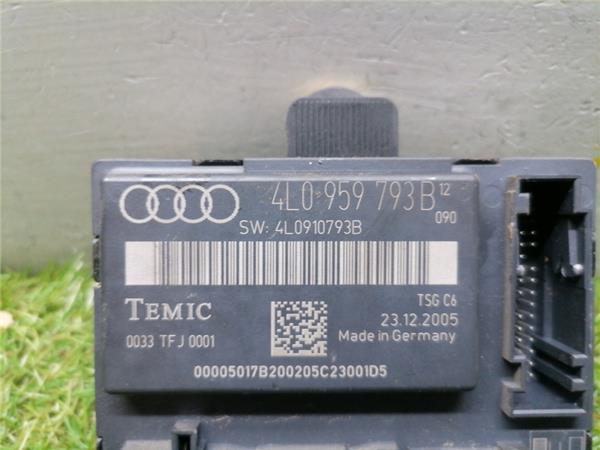 4L0 959 793B 12
090
SW: 4L0910793B
TEMIC
TSG C6
23.12.2005
0033 TFJ 0001
Made in Germany
00005017B200205C23001D5